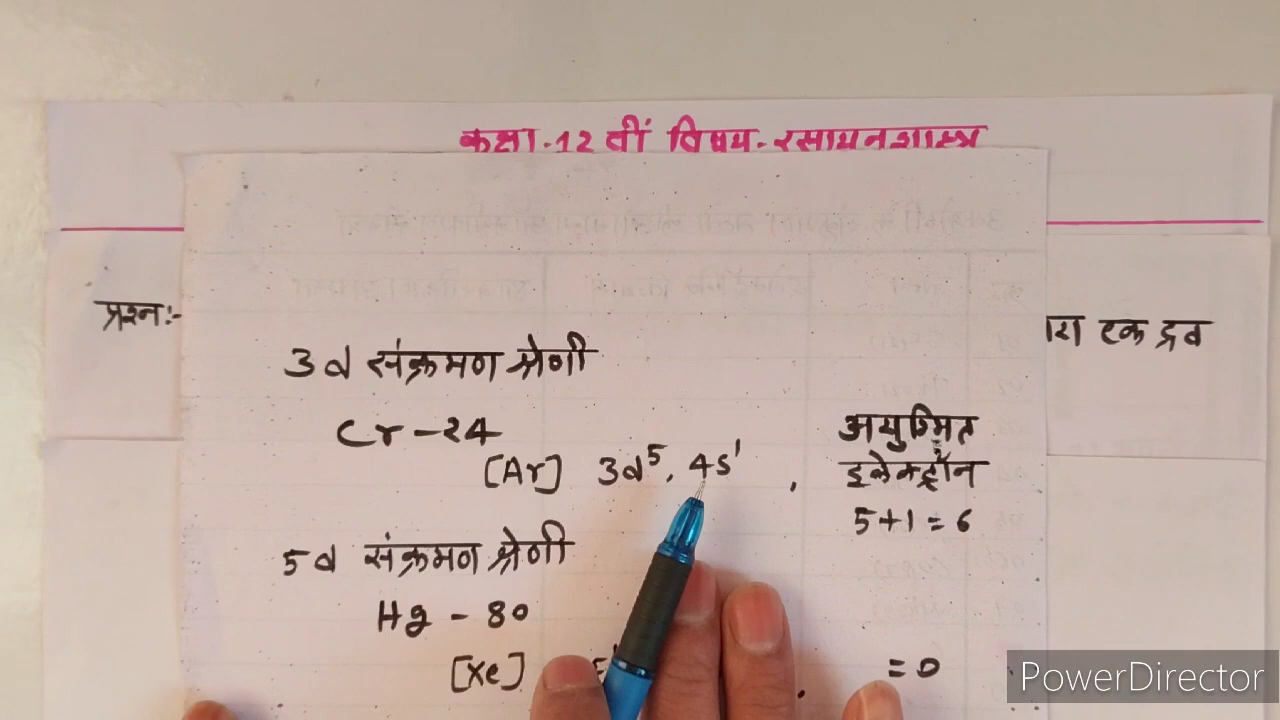 कक्षा-12 वीं विषय-रसायनशास्त्र
प्रश्न:-
एक द्रव
3d संक्रमण श्रेणी
Cr - 24
[Ar] 3d⁵, 4s¹ ,
अयुग्मित
इलेक्ट्रॉन
5+1 = 6
5d संक्रमण श्रेणी
Hg - 80
[Xe]
= 0
PowerDirector